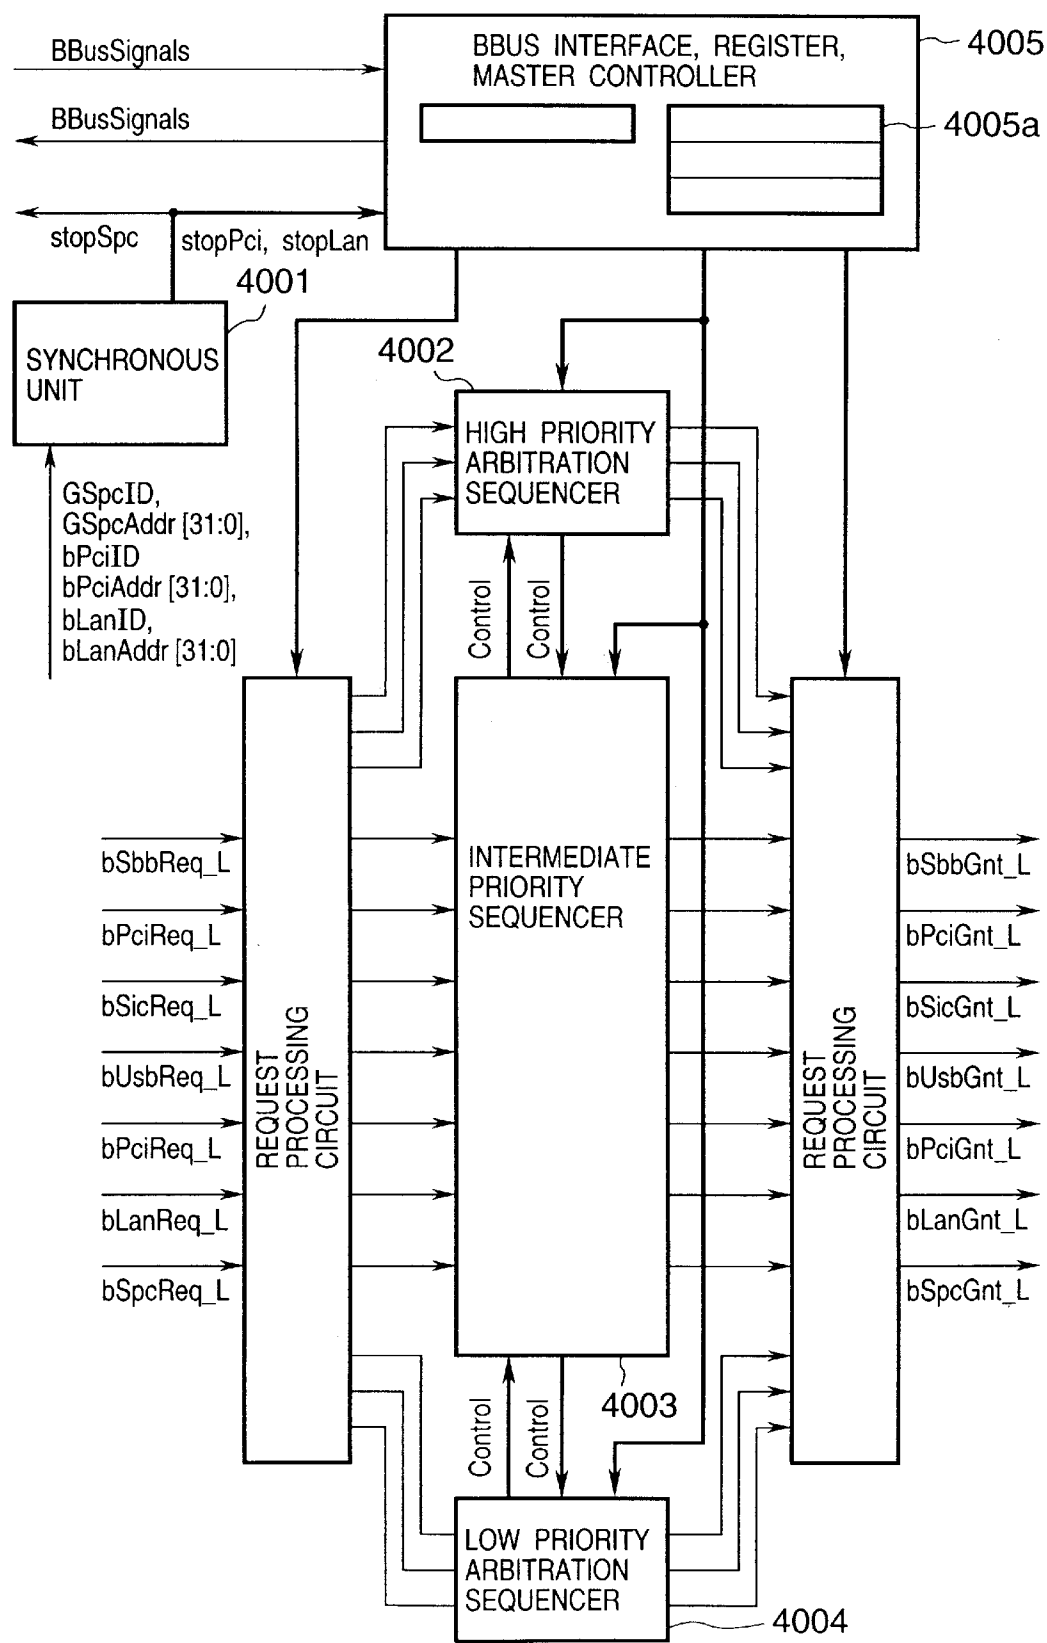 BBusSignals
BBUS INTERFACE, REGISTER,
MASTER CONTROLLER
4005
BBusSignals
4005a
stopSpc
stopPci, stopLan
4001
SYNCHRONOUS
UNIT
4002
HIGH PRIORITY
ARBITRATION
SEQUENCER
GSpcID,
GSpcAddr [31:0],
bPciID
bPciAddr [31:0],
bLanID,
bLanAddr [31:0]
Control
Control
INTERMEDIATE
PRIORITY
SEQUENCER
bSbbReq_L
bPciReq_L
bSicReq_L
bUsbReq_L
bPciReq_L
bLanReq_L
bSpcReq_L
REQUEST
PROCESSING
CIRCUIT
REQUEST
PROCESSING
CIRCUIT
bSbbGnt_L
bPciGnt_L
bSicGnt_L
bUsbGnt_L
bPciGnt_L
bLanGnt_L
bSpcGnt_L
4003
Control
Control
LOW PRIORITY
ARBITRATION
SEQUENCER
4004